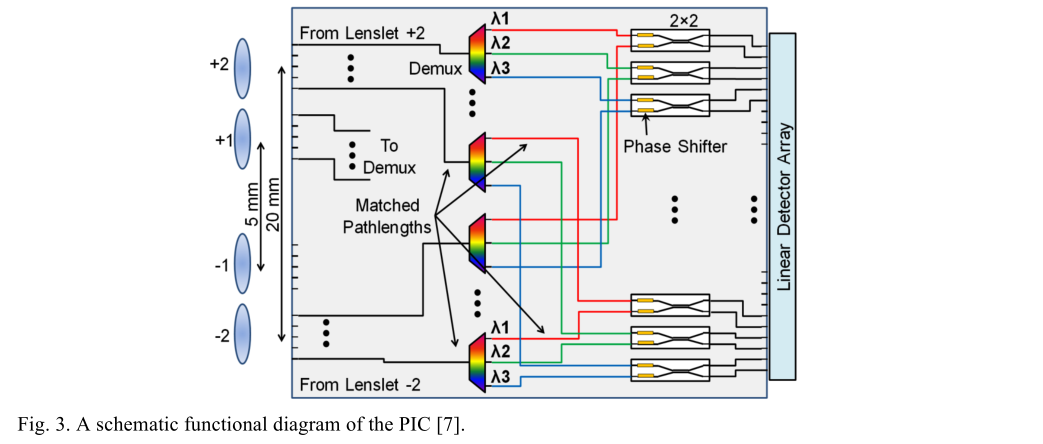 From Lenslet +2
λ1
λ2
λ3
Demux
2×2
+2
+1
To
Demux
Phase Shifter
Matched
Pathlengths
5 mm
20 mm
-1
-2
λ1
λ2
λ3
From Lenslet -2
Linear Detector Array
Fig. 3. A schematic functional diagram of the PIC [7].